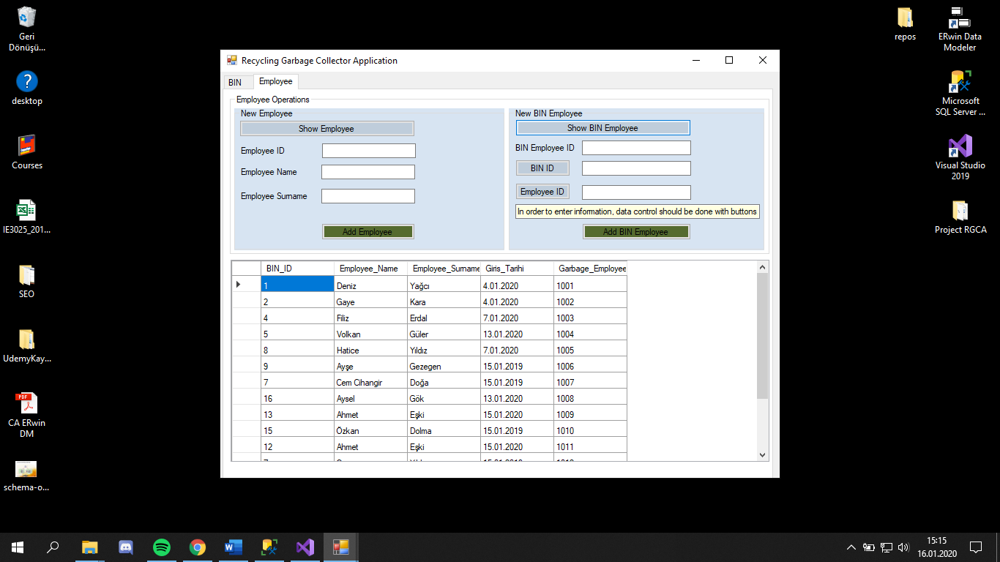 Geri
Dönüşü...
desktop
Courses
IE3025_201...
SEO
UdemyKay...
CA ERwin
DM
schema-o...
repos
ERwin Data
Modeler
Microsoft
SQL Server ...
Visual Studio
2019
Project RGCA
Recycling Garbage Collector Application
BIN Employee
Employee Operations
New Employee
Show Employee
Employee ID
Employee Name
Employee Surname
Add Employee
New BIN Employee
Show BIN Employee
BIN Employee ID
BIN ID
Employee ID
In order to enter information, data control should be done with buttons
Add BIN Employee
BIN_ID Employee_Name Employee_Surname Giris_Tarihi Garbage_Employee
1 Deniz Yağcı 4.01.2020 1001
2 Gaye Kara 4.01.2020 1002
4 Filiz Erdal 7.01.2020 1003
5 Volkan Güler 13.01.2020 1004
8 Hatice Yıldız 7.01.2020 1005
9 Ayşe Gezegen 15.01.2019 1006
7 Cem Cihangir Doğa 15.01.2019 1007
16 Aysel Gök 13.01.2020 1008
13 Ahmet Eşki 15.01.2020 1009
15 Özkan Dolma 15.01.2019 1010
12 Ahmet Eşki 15.01.2020 1011
15:15
16.01.2020